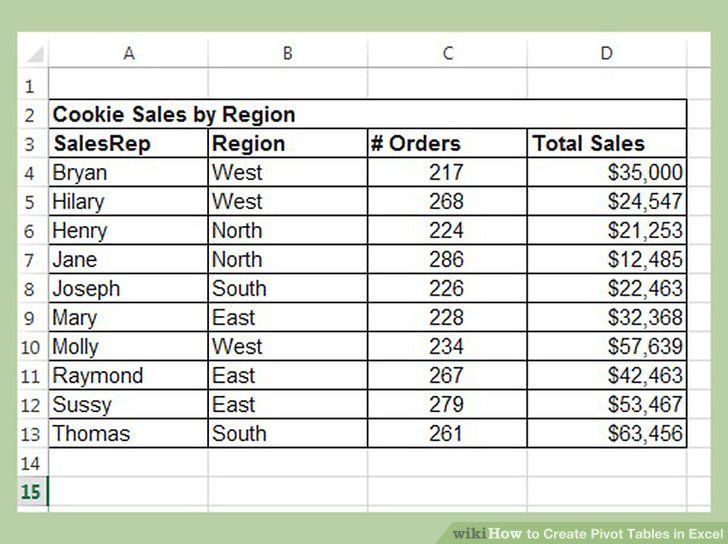 A B C D
1
2 Cookie Sales by Region
3 SalesRep Region # Orders Total Sales
4 Bryan West 217 $35,000
5 Hilary West 268 $24,547
6 Henry North 224 $21,253
7 Jane North 286 $12,485
8 Joseph South 226 $22,463
9 Mary East 228 $32,368
10 Molly West 234 $57,639
11 Raymond East 267 $42,463
12 Sussy East 279 $53,467
13 Thomas South 261 $63,456
14
15
wikiHow to Create Pivot Tables in Excel